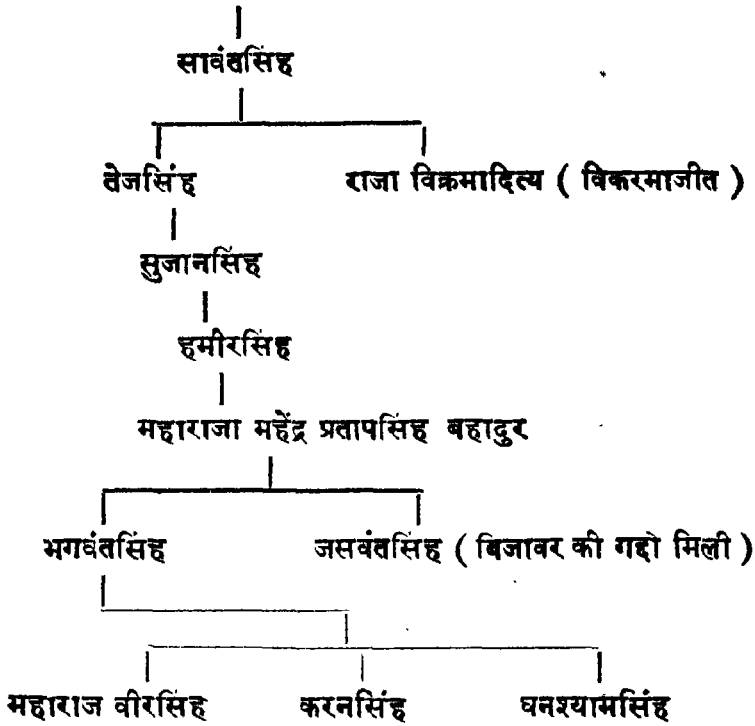 सावंतसिंह
तेजसिंह राजा विक्रमादित्य ( विकरमाजीत )
सुजानसिंह
हमीरसिंह
महाराजा महेंद्र प्रतापसिंह बहादुर
भगवंतसिंह जसवंतसिंह ( बिजावर की गद्दो मिली )
महाराज वीरसिंह करनसिंह घनश्यामसिंह